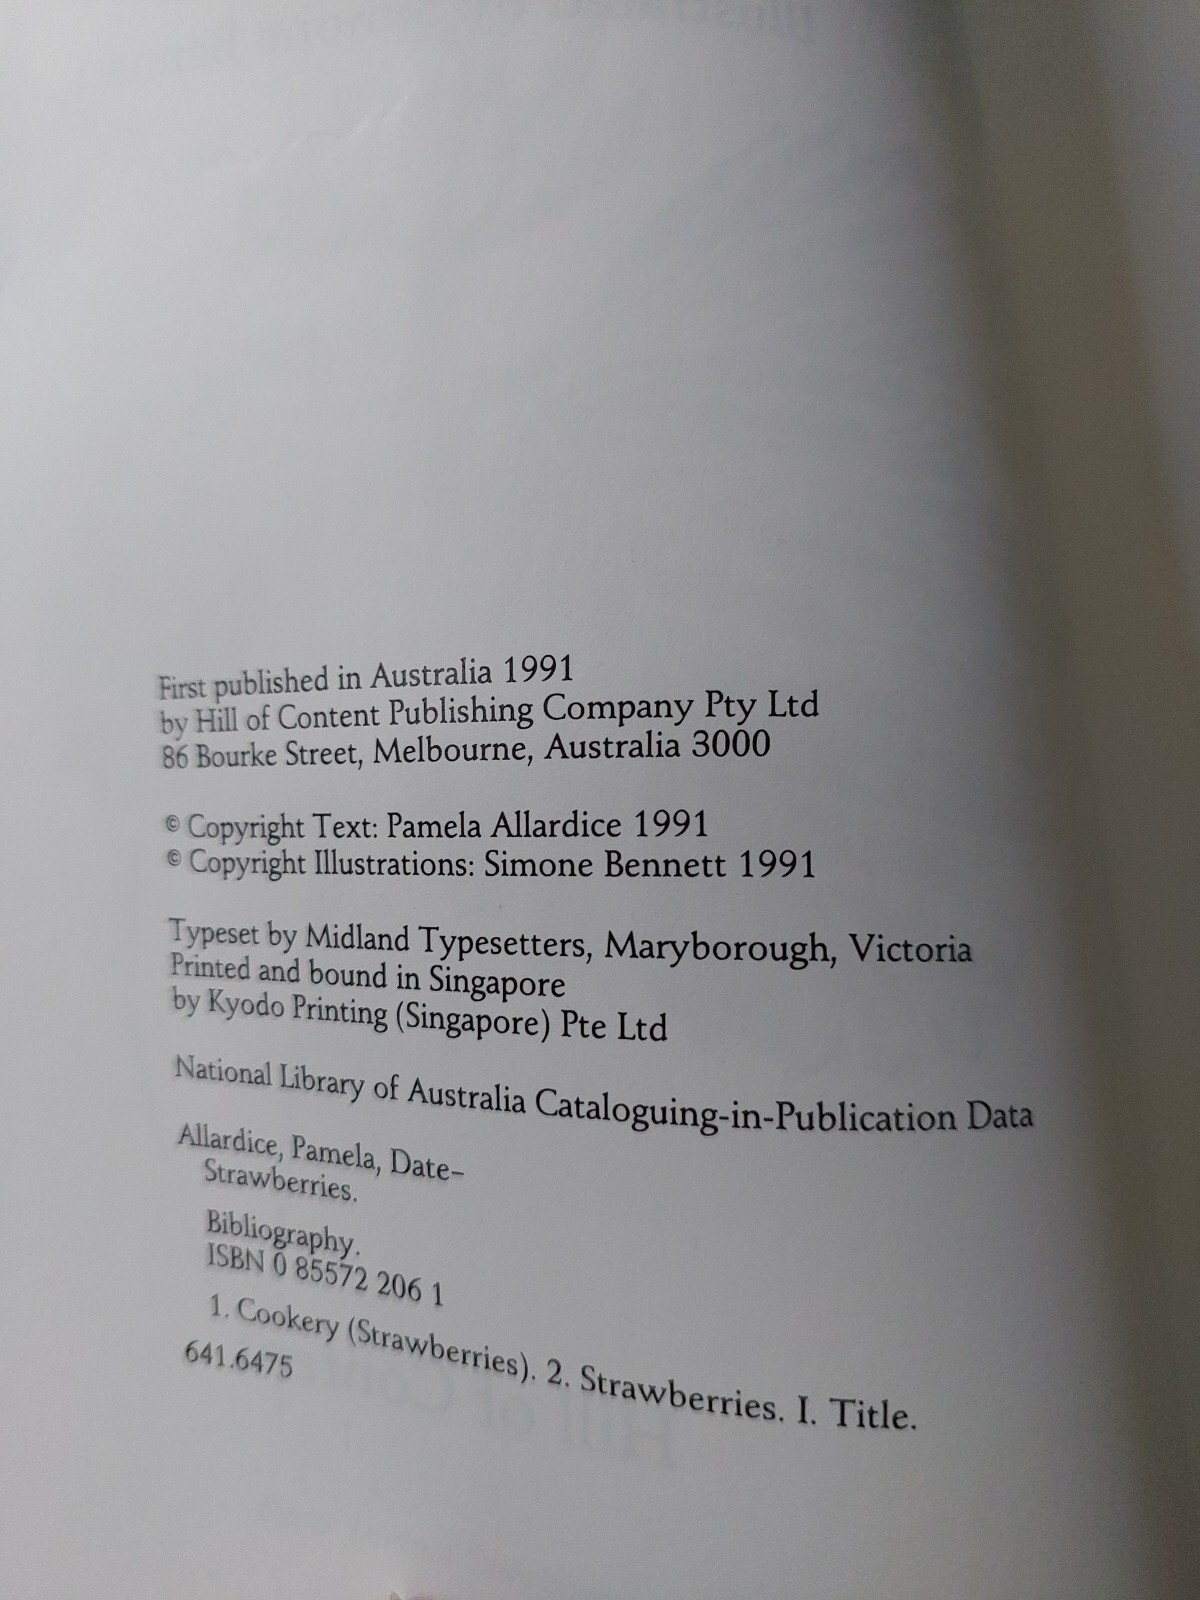 First published in Australia 1991
by Hill of Content Publishing Company Pty Ltd
86 Bourke Street, Melbourne, Australia 3000
© Copyright Text: Pamela Allardice 1991
© Copyright Illustrations: Simone Bennett 1991
Typeset by Midland Typesetters, Maryborough, Victoria
Printed and bound in Singapore
by Kyodo Printing (Singapore) Pte Ltd
National Library of Australia Cataloguing-in-Publication Data
Allardice, Pamela, Date–
Strawberries.
Bibliography.
ISBN 0 85572 206 1
1. Cookery (Strawberries). 2. Strawberries. I. Title.
641.6475